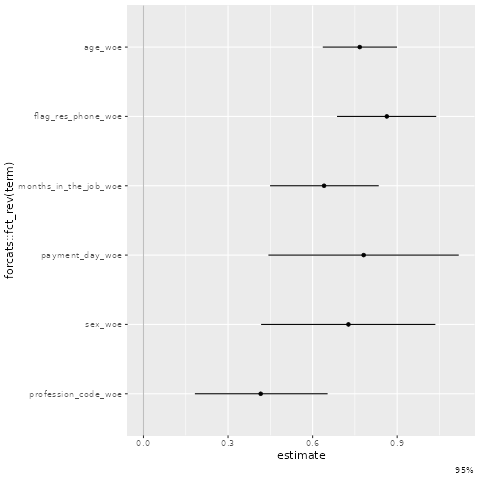 age_woe
flag_res_phone_woe
months_in_the_job_woe
payment_day_woe
sex_woe
profession_code_woe
forcats::fct_rev(term)
0.0 0.3 0.6 0.9
estimate
95%